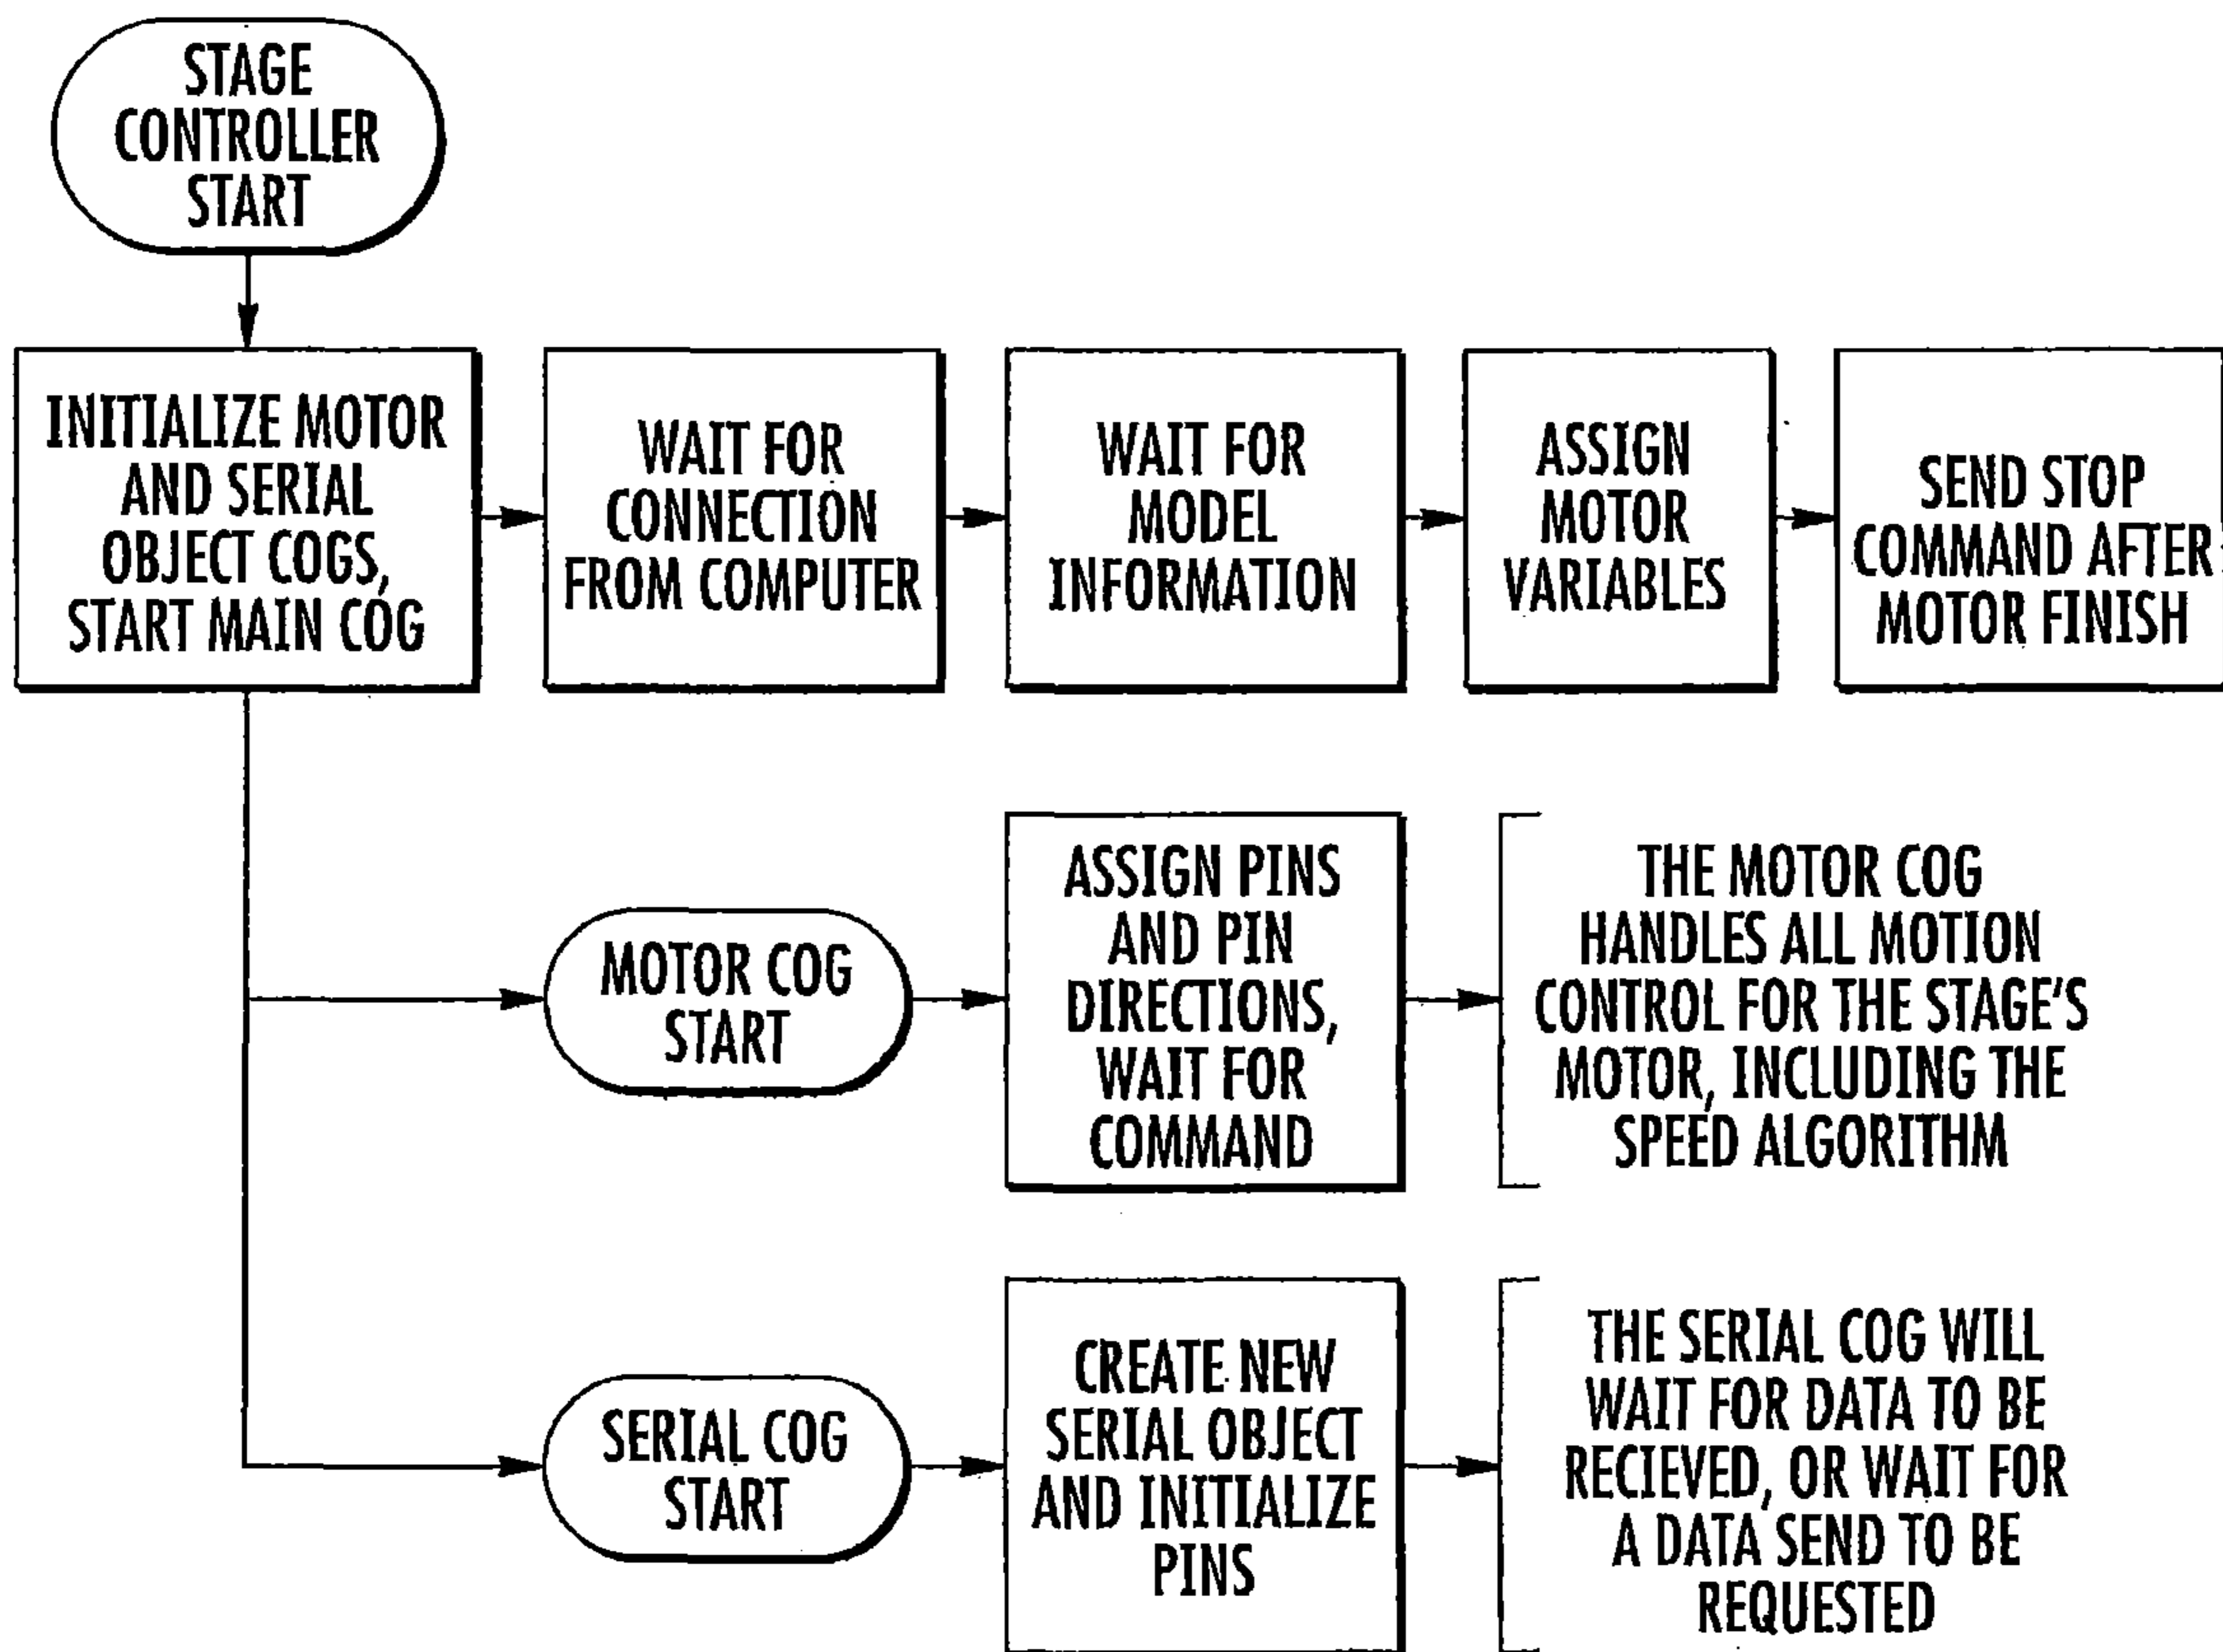 STAGE
CONTROLLER
START
INITIALIZE MOTOR
AND SERIAL
OBJECT COGS,
START MAIN COG
WAIT FOR
CONNECTION
FROM COMPUTER
WAIT FOR
MODEL
INFORMATION
ASSIGN
MOTOR
VARIABLES
SEND STOP
COMMAND AFTER
MOTOR FINISH
MOTOR COG
START
ASSIGN PINS
AND PIN
DIRECTIONS,
WAIT FOR
COMMAND
THE MOTOR COG
HANDLES ALL MOTION
CONTROL FOR THE STAGE'S
MOTOR, INCLUDING THE
SPEED ALGORITHM
SERIAL COG
START
CREATE NEW
SERIAL OBJECT
AND INITIALIZE
PINS
THE SERIAL COG WILL
WAIT FOR DATA TO BE
RECIEVED, OR WAIT FOR
A DATA SEND TO BE
REQUESTED